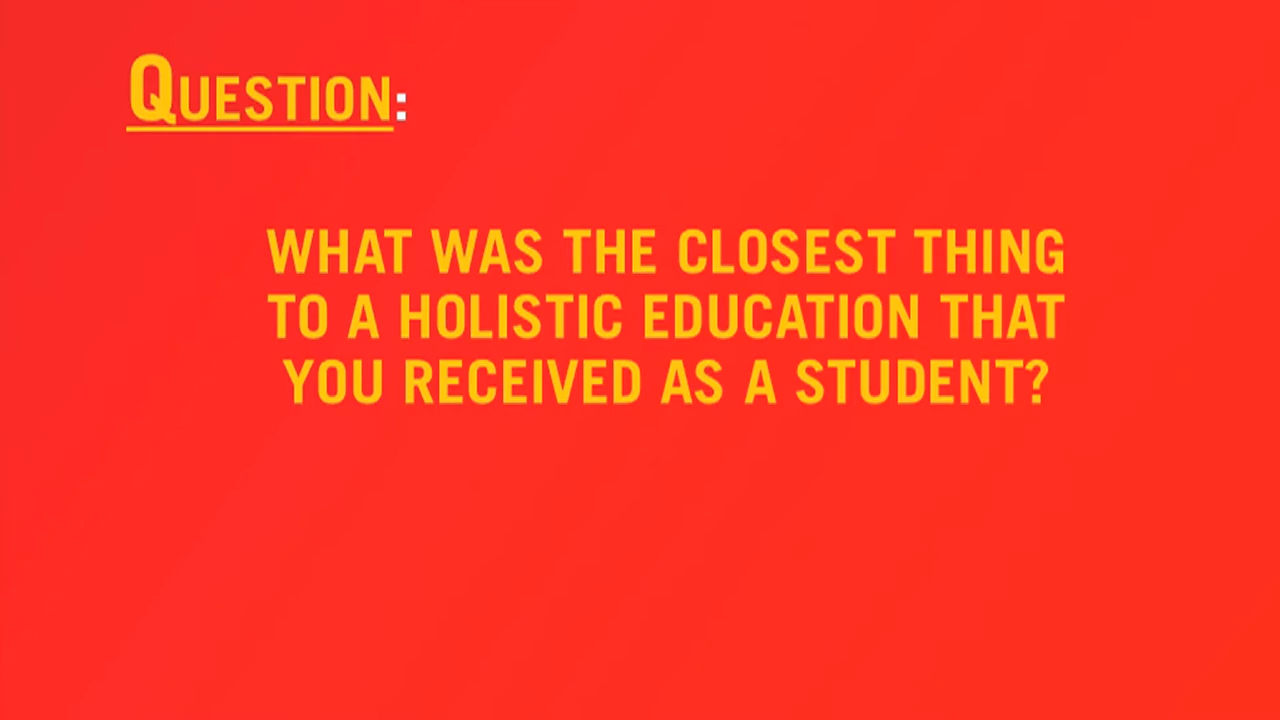 QUESTION:
WHAT WAS THE CLOSEST THING
TO A HOLISTIC EDUCATION THAT
YOU RECEIVED AS A STUDENT?